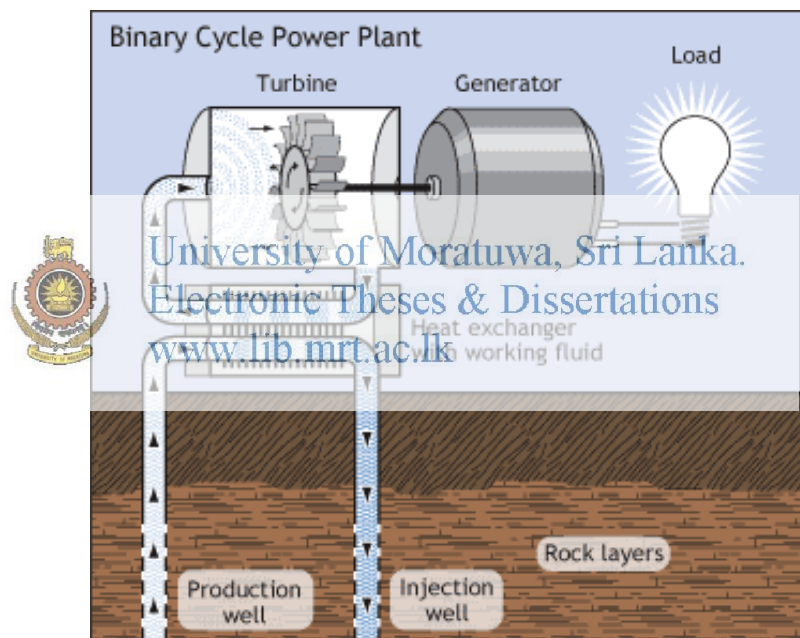 Binary Cycle Power Plant
Turbine
Generator
Load
University of Moratuwa, Sri Lanka.
Electronic Theses & Dissertations
www.lib.mrt.ac.lk
Heat exchanger
with working fluid
Rock layers
Production
well
Injection
well